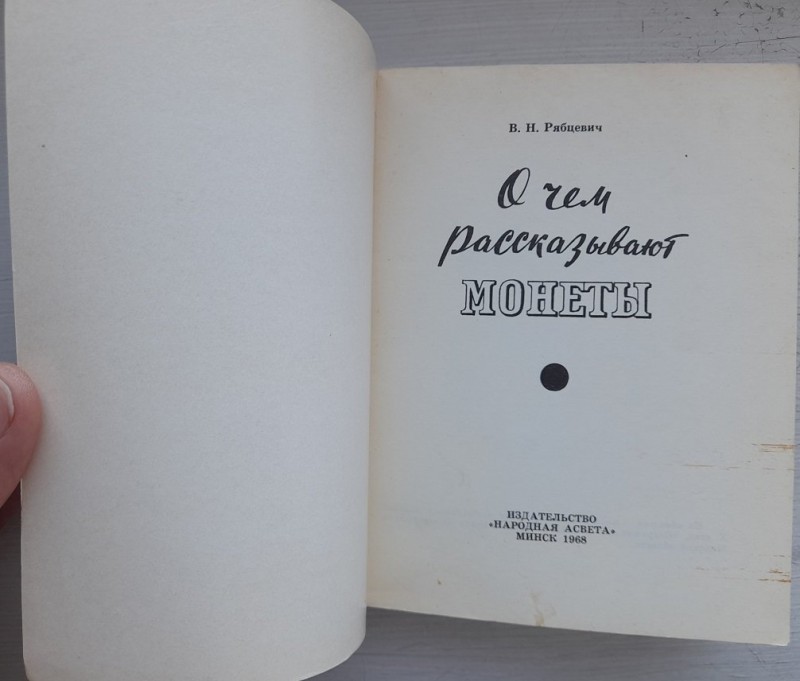 В. Н. Рябцевич
О чем
рассказывают
МОНЕТЫ
ИЗДАТЕЛЬСТВО
«НАРОДНАЯ АСВЕТА»
МИНСК 1968